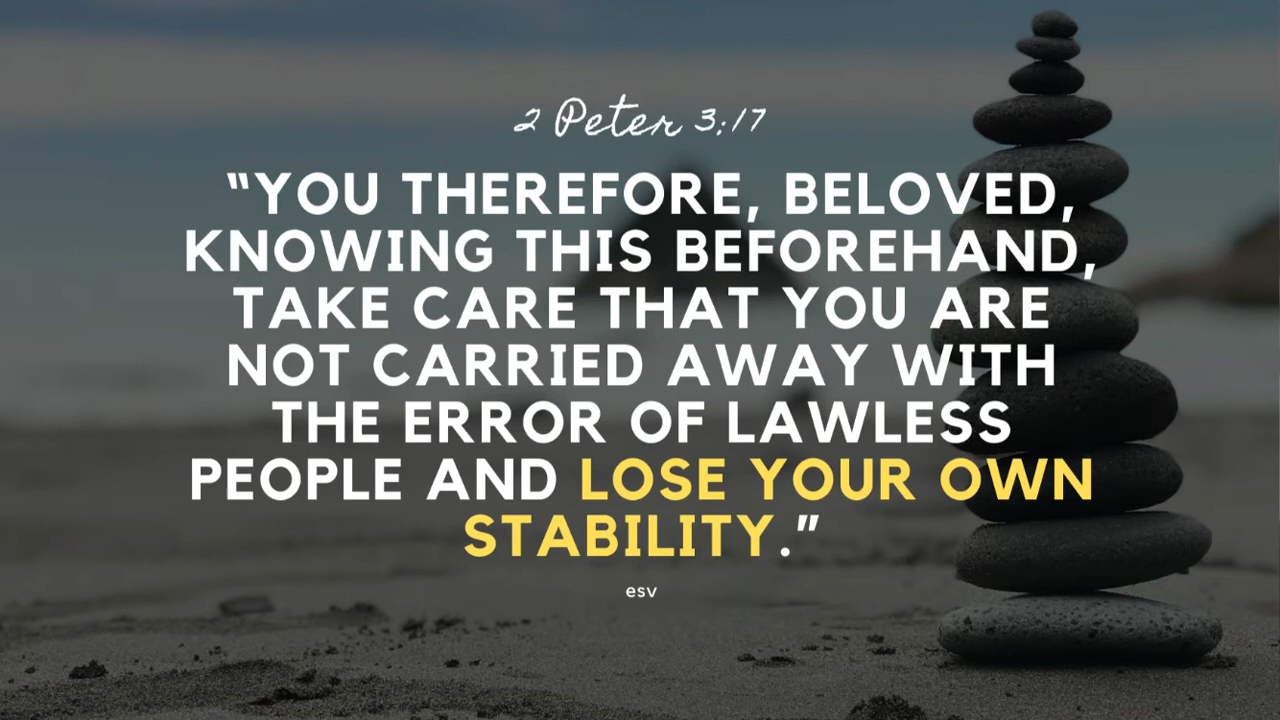 2 Peter 3:17
"YOU THEREFORE, BELOVED,
KNOWING THIS BEFOREHAND,
TAKE CARE THAT YOU ARE
NOT CARRIED AWAY WITH
THE ERROR OF LAWLESS
PEOPLE AND LOSE YOUR OWN
STABILITY."
esv